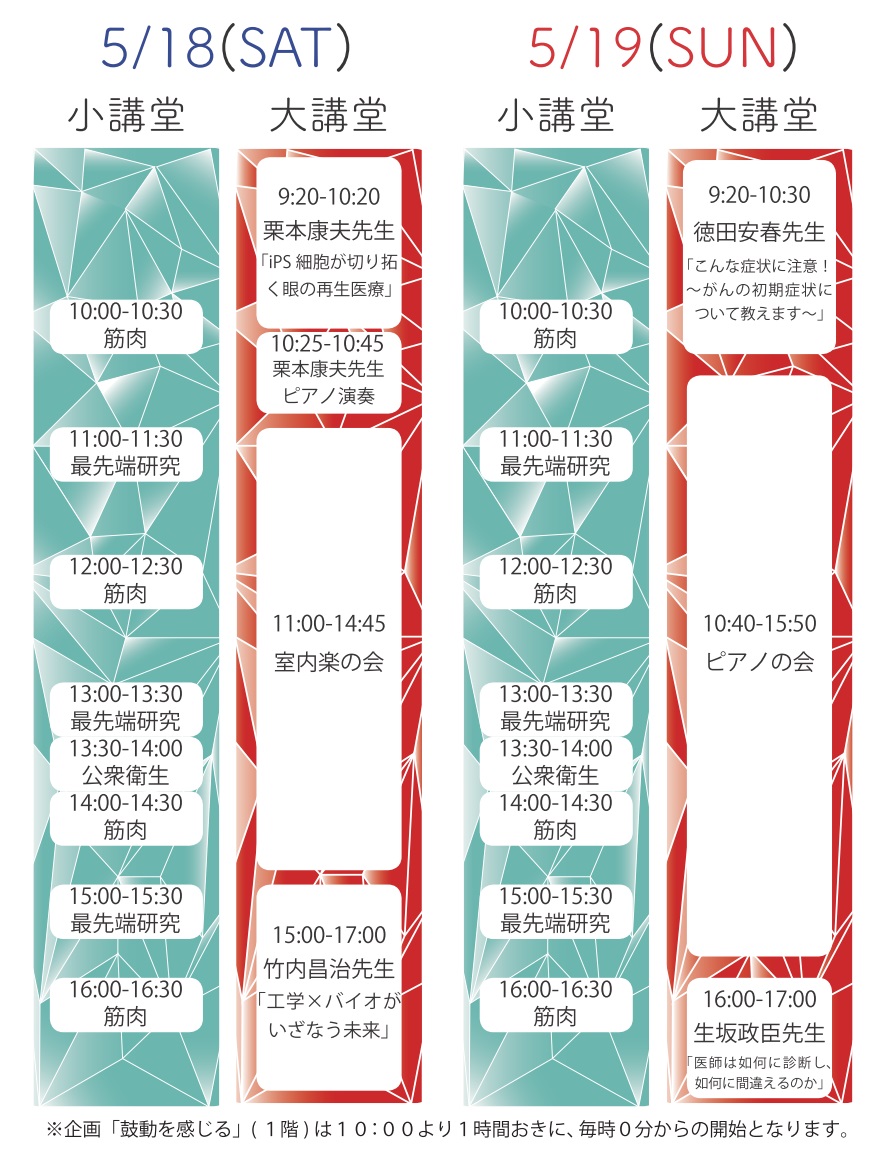 5/18(SAT)
小講堂
10:00-10:30
筋肉
11:00-11:30
最先端研究
12:00-12:30
筋肉
13:00-13:30
最先端研究
13:30-14:00
公衆衛生
14:00-14:30
筋肉
15:00-15:30
最先端研究
16:00-16:30
筋肉
大講堂
9:20-10:20
栗本康夫先生
「iPS 細胞が切り拓
く眼の再生医療」
10:25-10:45
栗本康夫先生
ピアノ演奏
11:00-14:45
室内楽の会
15:00-17:00
竹内昌治先生
「工学×バイオが
いざなう未来」
5/19(SUN)
小講堂
10:00-10:30
筋肉
11:00-11:30
最先端研究
12:00-12:30
筋肉
13:00-13:30
最先端研究
13:30-14:00
公衆衛生
14:00-14:30
筋肉
15:00-15:30
最先端研究
16:00-16:30
筋肉
大講堂
9:20-10:30
徳田安春先生
「こんな症状に注意！
～がんの初期症状に
ついて教えます～」
10:40-15:50
ピアノの会
16:00-17:00
生坂政臣先生
「医師は如何に診断し、
如何に間違えるのか」
※企画「鼓動を感じる」(１階)は１０：００より１時間おきに、毎時０分からの開始となります。